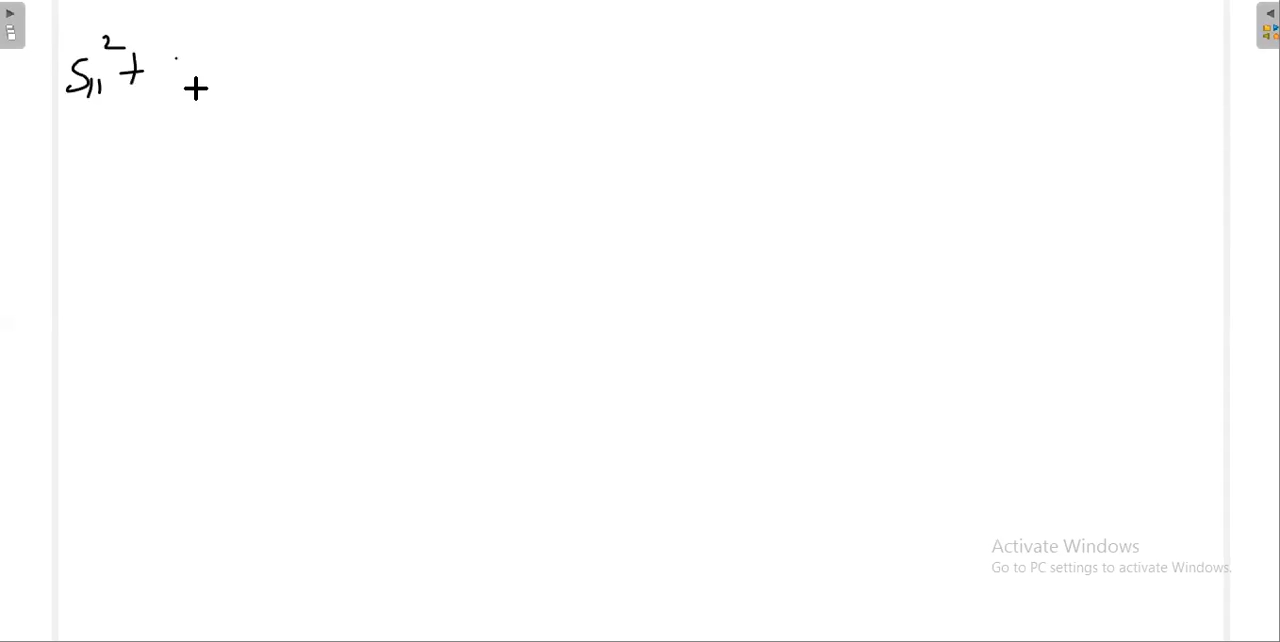 S₁₁² +
Activate Windows
Go to PC settings to activate Windows.